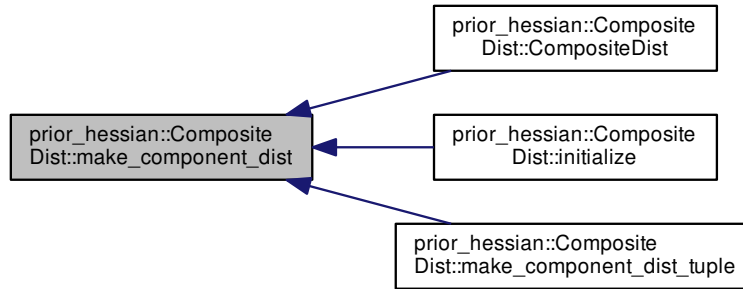 prior_hessian::Composite
Dist::make_component_dist
prior_hessian::Composite
Dist::CompositeDist
prior_hessian::Composite
Dist::initialize
prior_hessian::Composite
Dist::make_component_dist_tuple